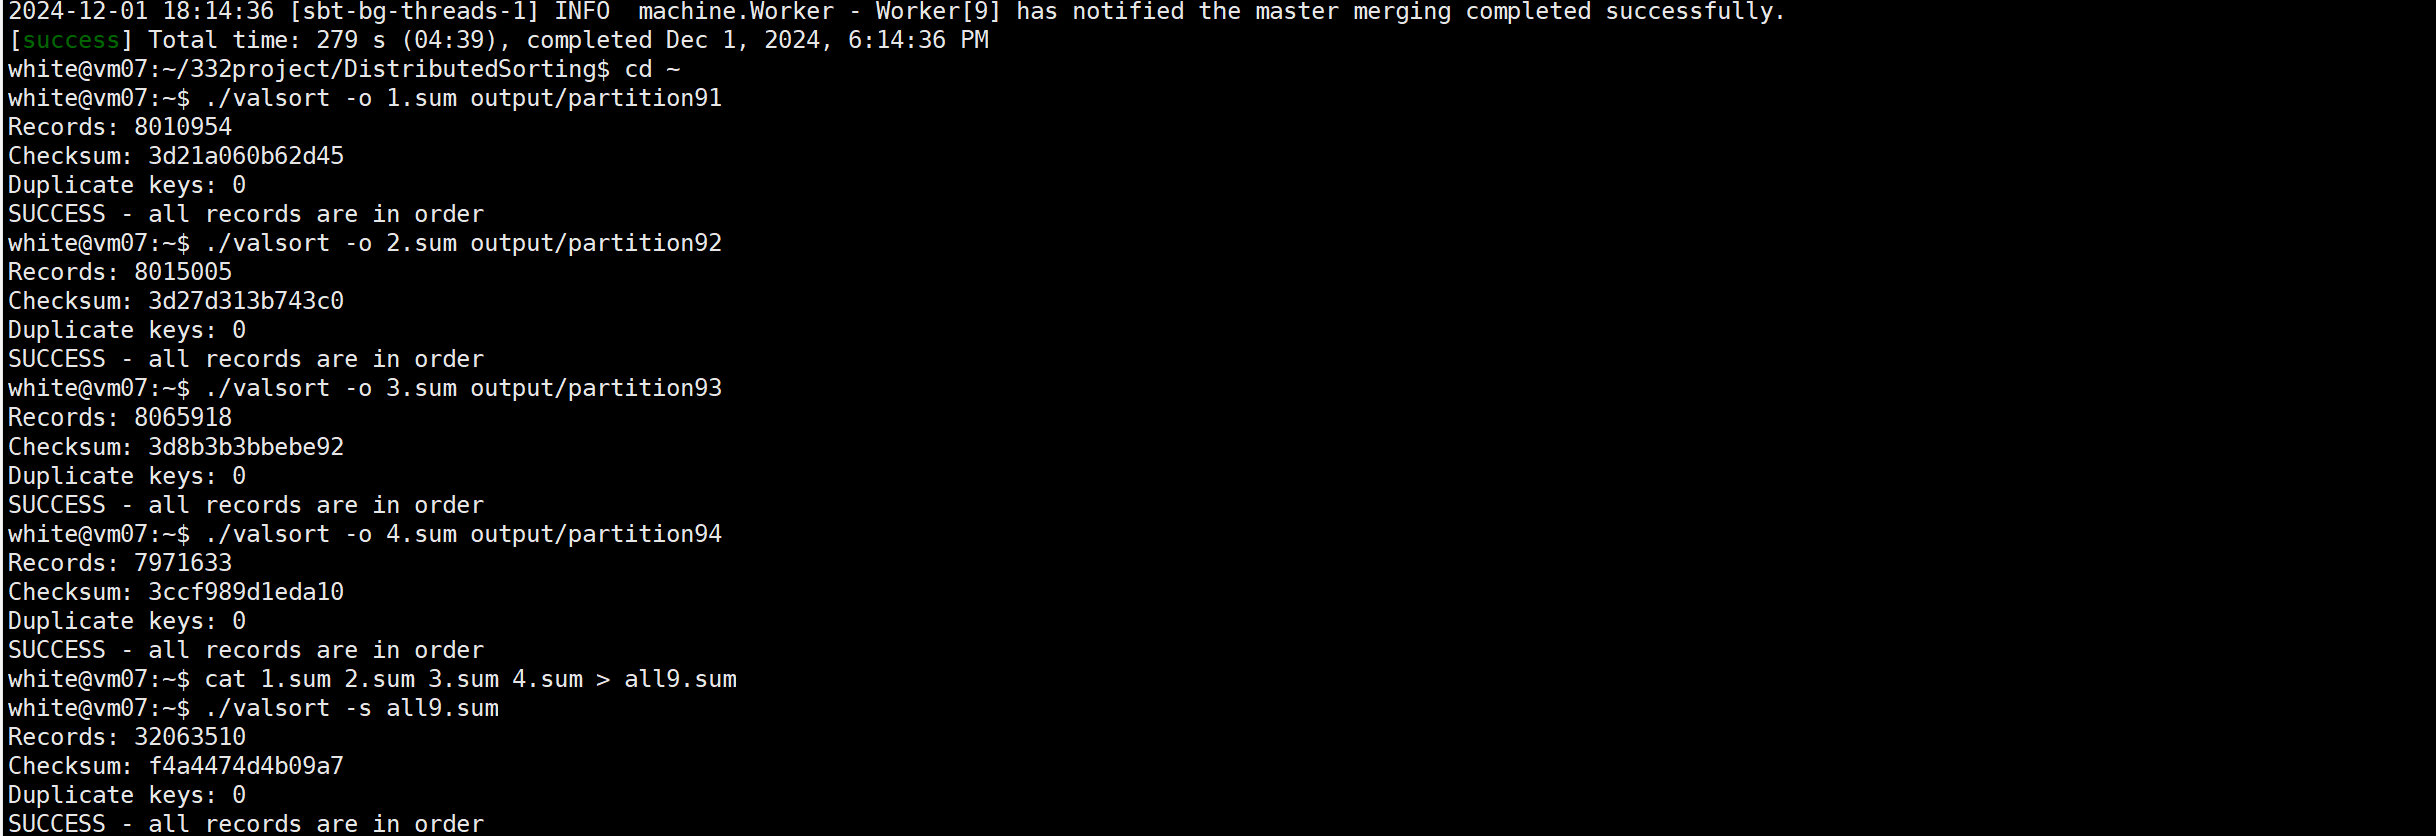 2024-12-01 18:14:36 [sbt-bg-threads-1] INFO  machine.Worker - Worker[9] has notified the master merging completed successfully.
[success] Total time: 279 s (04:39), completed Dec 1, 2024, 6:14:36 PM
white@vm07:~/332project/DistributedSorting$ cd ~
white@vm07:~$ ./valsort -o 1.sum output/partition91
Records: 8010954
Checksum: 3d21a060b62d45
Duplicate keys: 0
SUCCESS - all records are in order
white@vm07:~$ ./valsort -o 2.sum output/partition92
Records: 8015005
Checksum: 3d27d313b743c0
Duplicate keys: 0
SUCCESS - all records are in order
white@vm07:~$ ./valsort -o 3.sum output/partition93
Records: 8065918
Checksum: 3d8b3b3bbebe92
Duplicate keys: 0
SUCCESS - all records are in order
white@vm07:~$ ./valsort -o 4.sum output/partition94
Records: 7971633
Checksum: 3ccf989d1eda10
Duplicate keys: 0
SUCCESS - all records are in order
white@vm07:~$ cat 1.sum 2.sum 3.sum 4.sum > all9.sum
white@vm07:~$ ./valsort -s all9.sum
Records: 32063510
Checksum: f4a4474d4b09a7
Duplicate keys: 0
SUCCESS - all records are in order